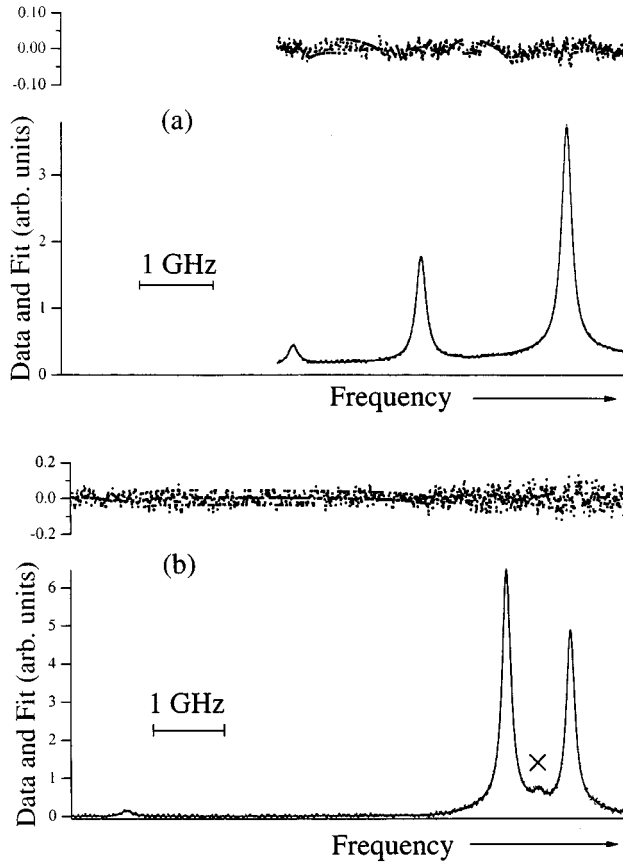 0.10
0.00
-0.10
(a)
3
2
1
0
Data and Fit (arb. units)
1 GHz
Frequency
0.2
0.0
-0.2
(b)
6
5
4
3
2
1
0
Data and Fit (arb. units)
1 GHz
×
Frequency